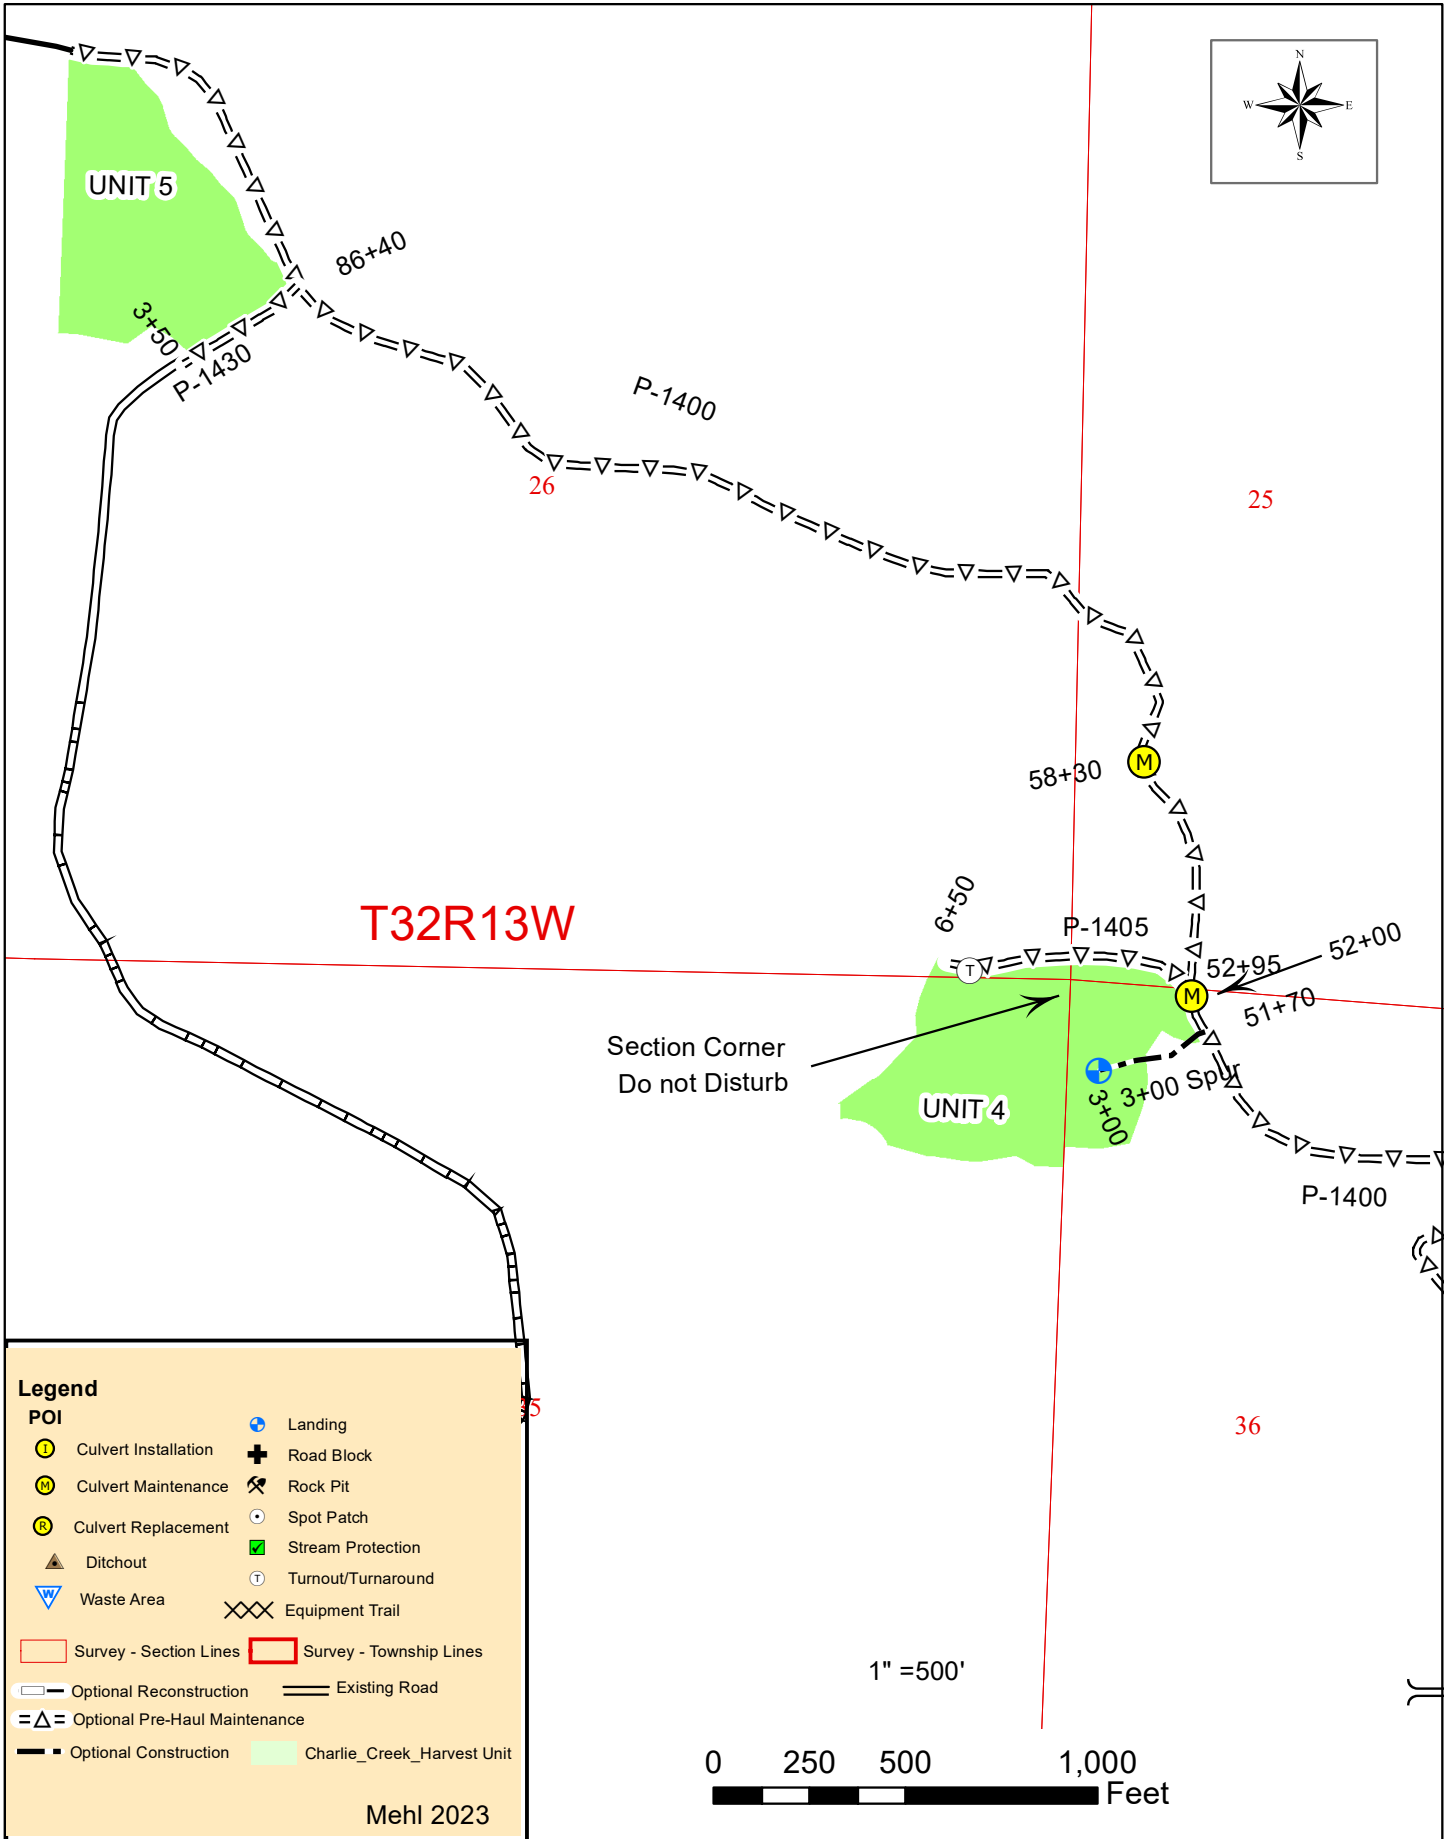 N
W E
S
UNIT 5
86+40
3+50
P-1430
P-1400
26
25
58+30
6+50
T32R13W
P-1405
52+95
52+00
51+70
Section Corner
Do not Disturb
T
M
M
UNIT 4
3+00
3+00 Spur
P-1400
36
35
Legend
POI
I Culvert Installation
M Culvert Maintenance
R Culvert Replacement
Ditchout
W Waste Area
Landing
Road Block
Rock Pit
Spot Patch
Stream Protection
T Turnout/Turnaround
Equipment Trail
Survey - Section Lines
Survey - Township Lines
Optional Reconstruction
Existing Road
Optional Pre-Haul Maintenance
Optional Construction
Charlie_Creek_Harvest Unit
Mehl 2023
1" =500'
0 250 500 1,000
Feet